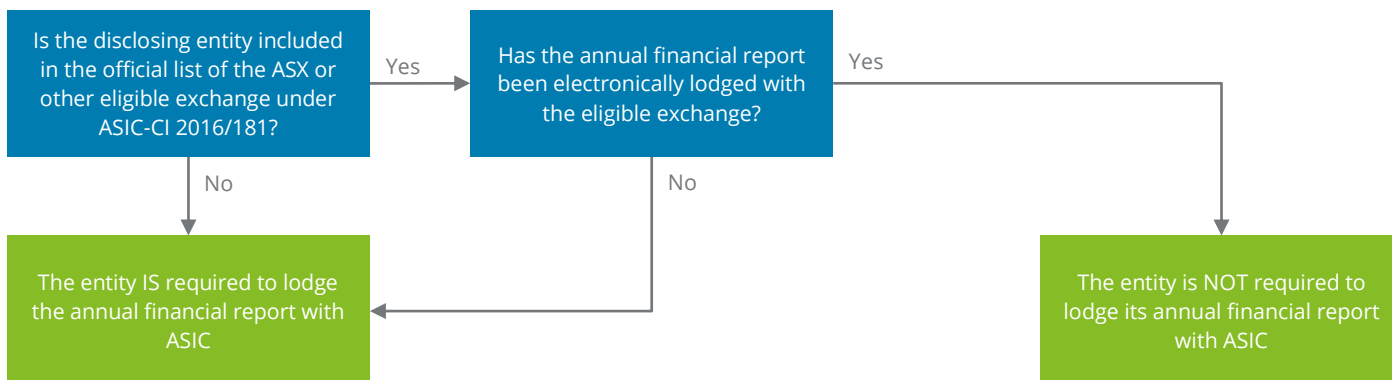 Is the disclosing entity included
in the official list of the ASX or
other eligible exchange under
ASIC-CI 2016/181?
Yes
Has the annual financial report
been electronically lodged with
the eligible exchange?
Yes
No
No
The entity IS required to lodge
the annual financial report with
ASIC
The entity is NOT required to
lodge its annual financial report
with ASIC